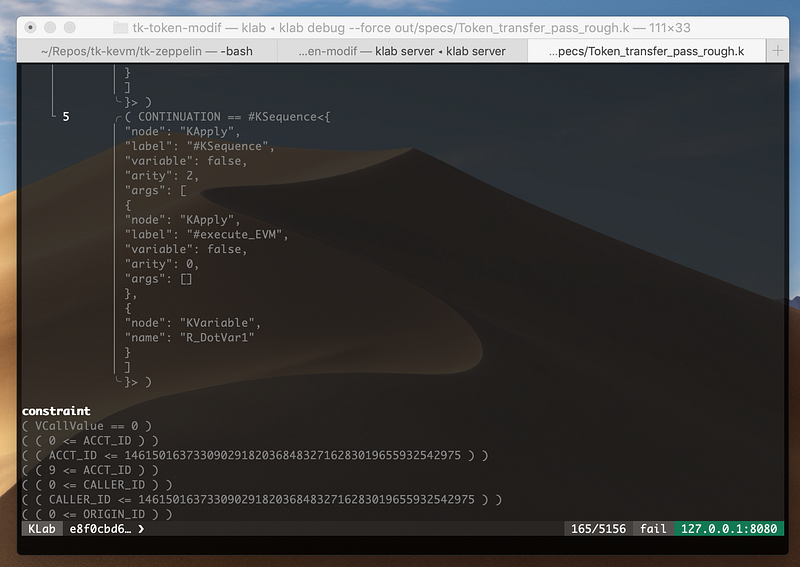 tk-token-modif — klab ◂ klab debug --force out/specs/Token_transfer_pass_rough.k — 111×33
~/Repos/tk-kevm/tk-zeppelin — -bash
...en-modif — klab server ◂ klab server
...pecs/Token_transfer_pass_rough.k
+
}
]
}> )
5 ( CONTINUATION == #KSequence<{
"node": "KApply",
"label": "#KSequence",
"variable": false,
"arity": 2,
"args": [
{
"node": "KApply",
"label": "#execute_EVM",
"variable": false,
"arity": 0,
"args": []
},
{
"node": "KVariable",
"name": "R_DotVar1"
}
]
}> )
constraint
( VCallValue == 0 )
( ( 0 <= ACCT_ID ) )
( ( ACCT_ID <= 1461501637330902918203684832716283019655932542975 ) )
( ( 9 <= ACCT_ID ) )
( ( 0 <= CALLER_ID ) )
( ( CALLER_ID <= 1461501637330902918203684832716283019655932542975 ) )
( ( 0 <= ORIGIN_ID ) )
KLab e8f0cbd6… ❯ 165/5156 fail 127.0.0.1:8080